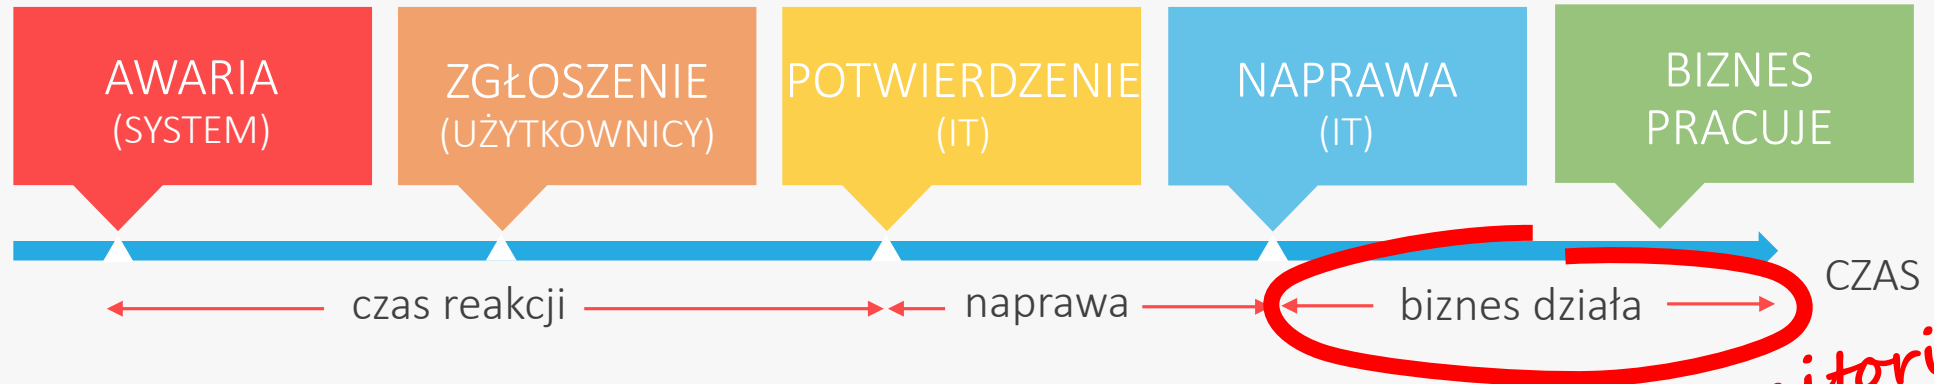 AWARIA
(SYSTEM)
ZGŁOSZENIE
(UŻYTKOWNICY)
POTWIERDZENIE
(IT)
NAPRAWA
(IT)
BIZNES
PRACUJE
czas reakcji
naprawa
biznes działa
CZAS